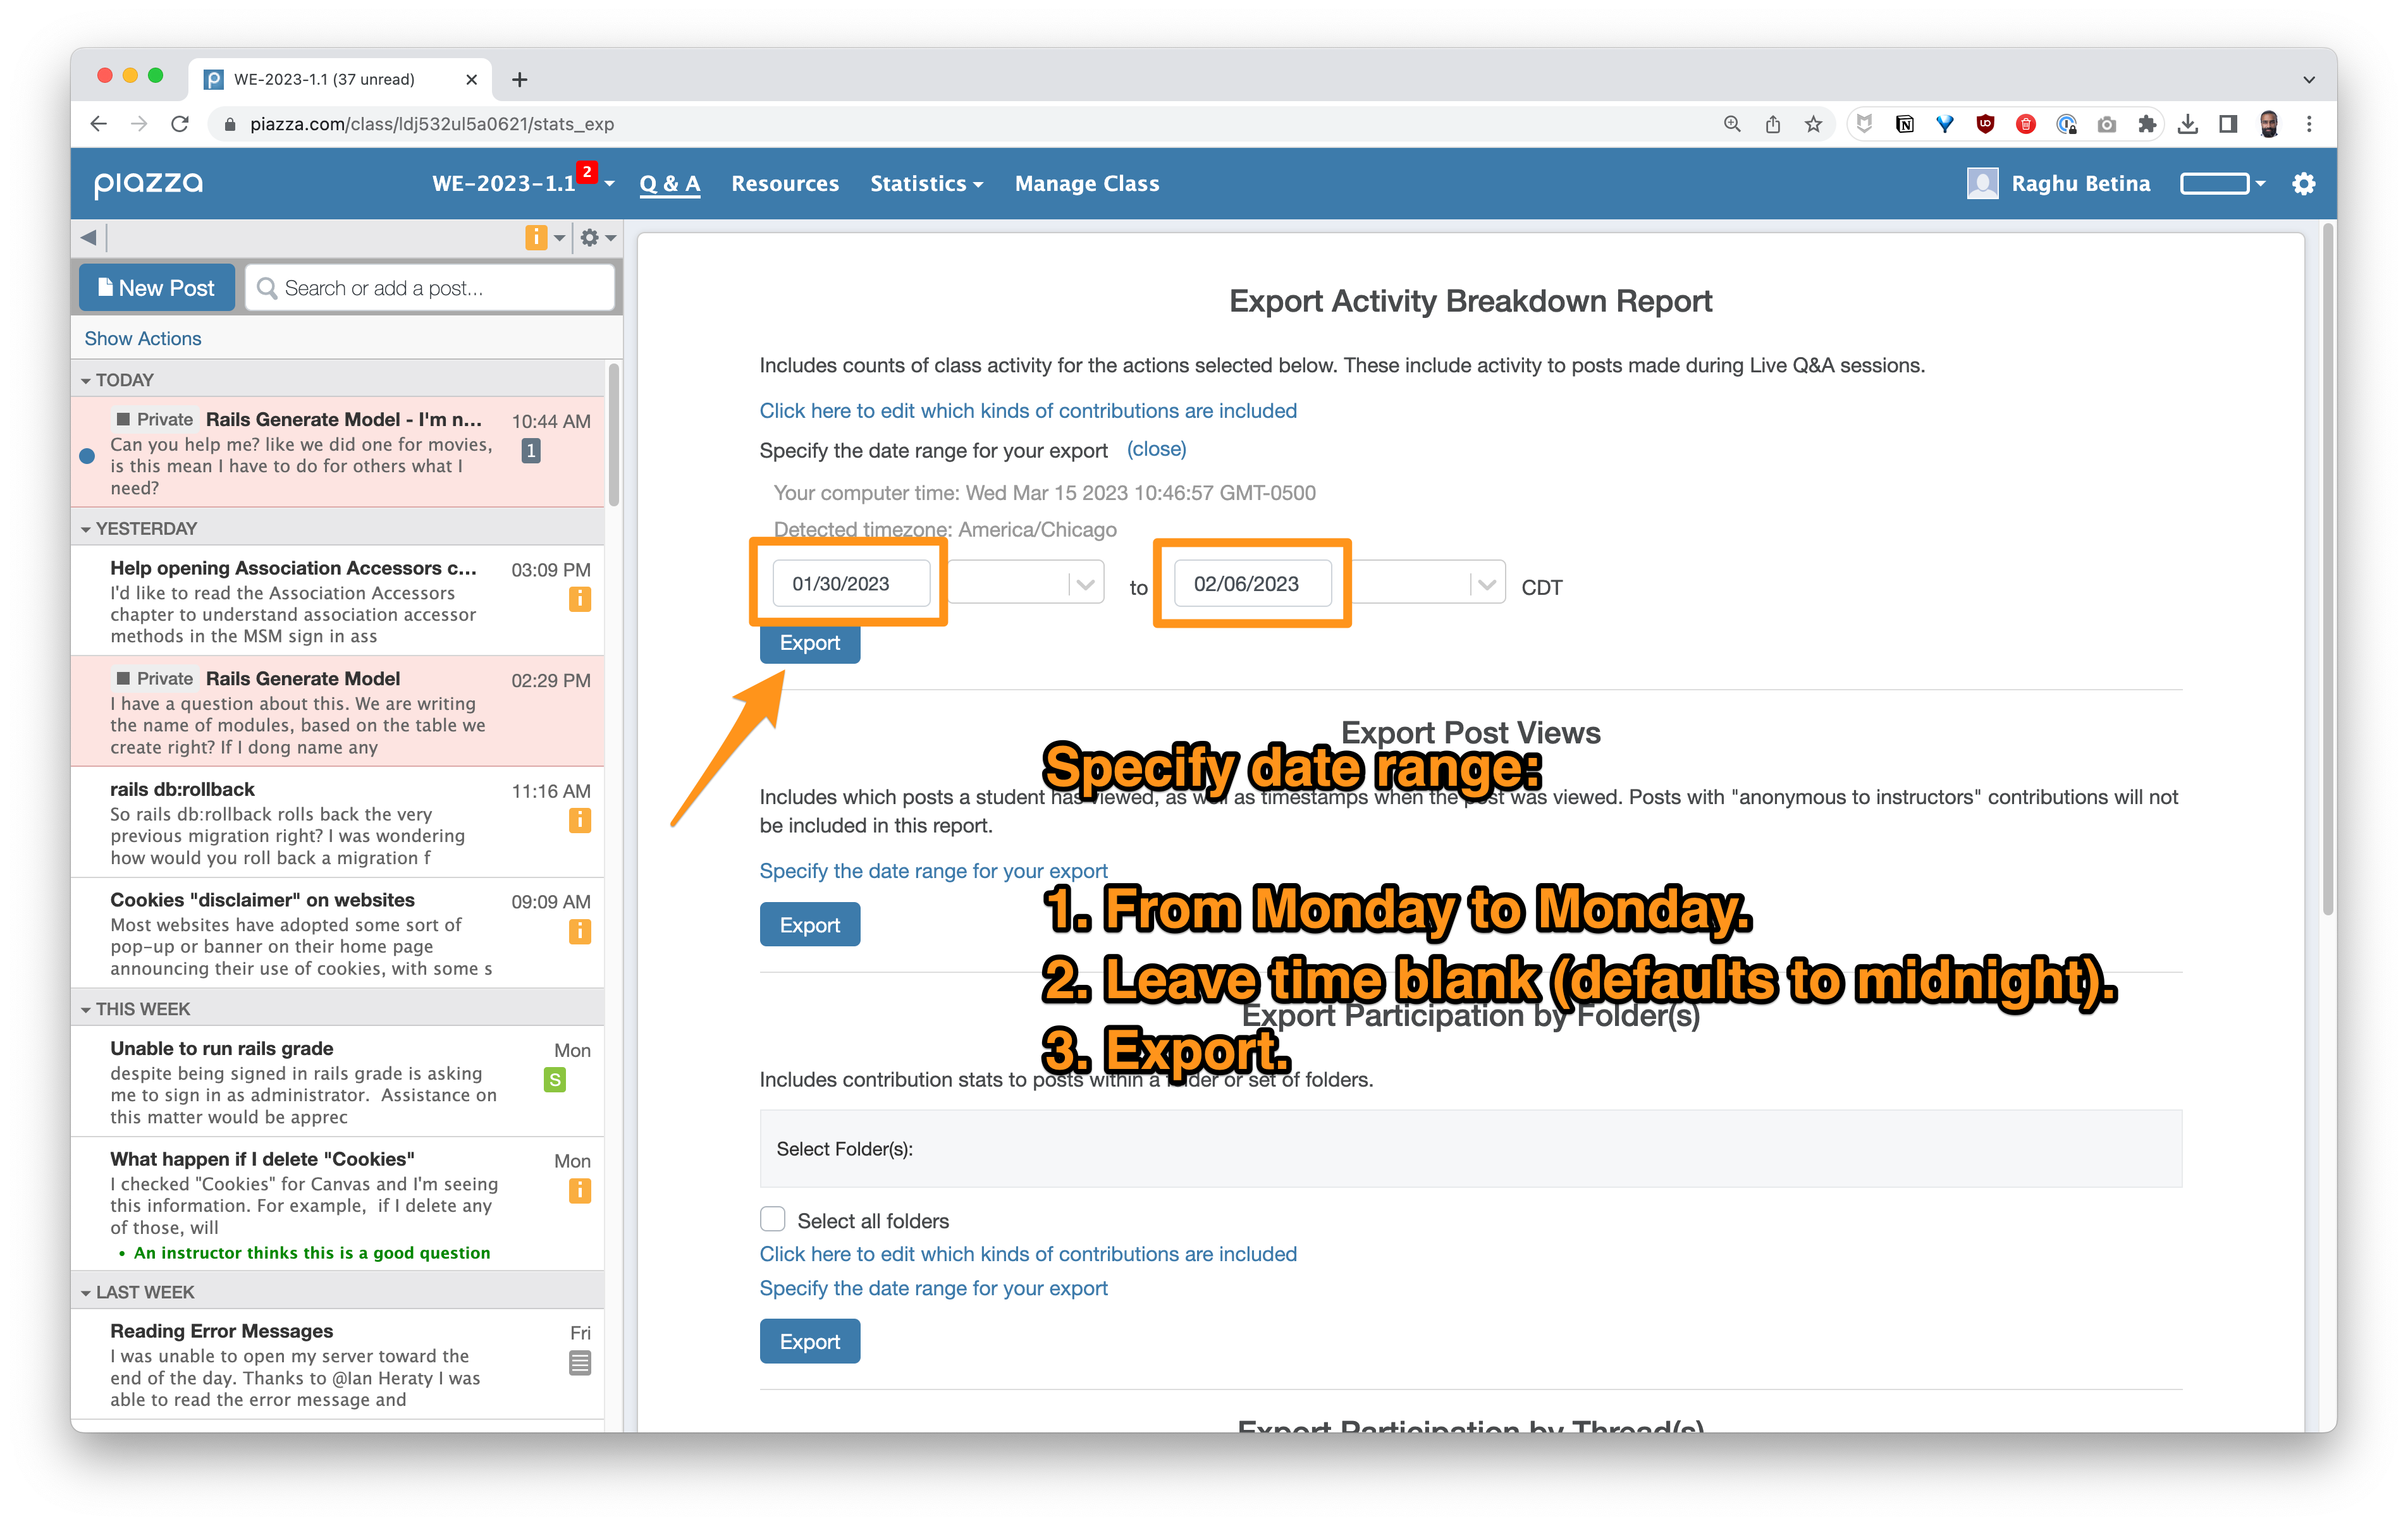 WE-2023-1.1 (37 unread)
piazza.com/class/ldj532ul5a0621/stats_exp
piazza
WE-2023-1.1
2
Q & A
Resources
Statistics
Manage Class
Raghu Betina
i
New Post
Search or add a post...
Show Actions
TODAY
Private Rails Generate Model - I'm n... 10:44 AM
Can you help me? like we did one for movies,
is this mean I have to do for others what I
need?
1
YESTERDAY
Help opening Association Accessors c... 03:09 PM
I'd like to read the Association Accessors
chapter to understand association accessor
methods in the MSM sign in ass
i
Private Rails Generate Model 02:29 PM
I have a question about this. We are writing
the name of modules, based on the table we
create right? If I dong name any
rails db:rollback 11:16 AM
So rails db:rollback rolls back the very
previous migration right? I was wondering
how would you roll back a migration f
i
Cookies "disclaimer" on websites 09:09 AM
Most websites have adopted some sort of
pop-up or banner on their home page
announcing their use of cookies, with some s
i
THIS WEEK
Unable to run rails grade Mon
despite being signed in rails grade is asking
me to sign in as administrator. Assistance on
this matter would be apprec
S
What happen if I delete "Cookies" Mon
I checked "Cookies" for Canvas and I'm seeing
this information. For example, if I delete any
of those, will
i
• An instructor thinks this is a good question
LAST WEEK
Reading Error Messages Fri
I was unable to open my server toward the
end of the day. Thanks to @Ian Heraty I was
able to read the error message and
Export Activity Breakdown Report
Includes counts of class activity for the actions selected below. These include activity to posts made during Live Q&A sessions.
Click here to edit which kinds of contributions are included
Specify the date range for your export (close)
Your computer time: Wed Mar 15 2023 10:46:57 GMT-0500
Detected timezone: America/Chicago
01/30/2023 to 02/06/2023 CDT
Export
Export Post Views
Specify date range:
Includes which posts a student has viewed, as well as timestamps when the post was viewed. Posts with "anonymous to instructors" contributions will not
be included in this report.
Specify the date range for your export
1. From Monday to Monday.
Export
2. Leave time blank (defaults to midnight).
Export Participation by Folder(s)
3. Export.
Includes contribution stats to posts within a folder or set of folders.
Select Folder(s):
Select all folders
Click here to edit which kinds of contributions are included
Specify the date range for your export
Export
Export Participation by Thread(s)